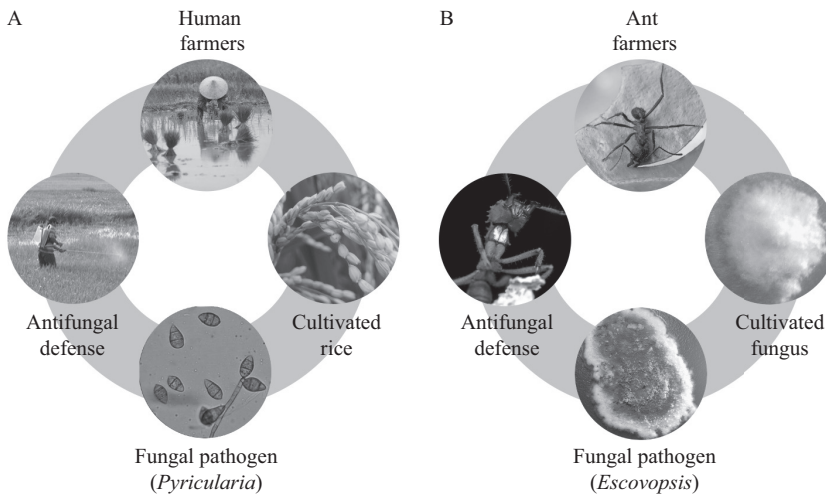 A
Human
farmers
Antifungal
defense
Cultivated
rice
Fungal pathogen
(Pyricularia)
B
Ant
farmers
Antifungal
defense
Cultivated
fungus
Fungal pathogen
(Escovopsis)